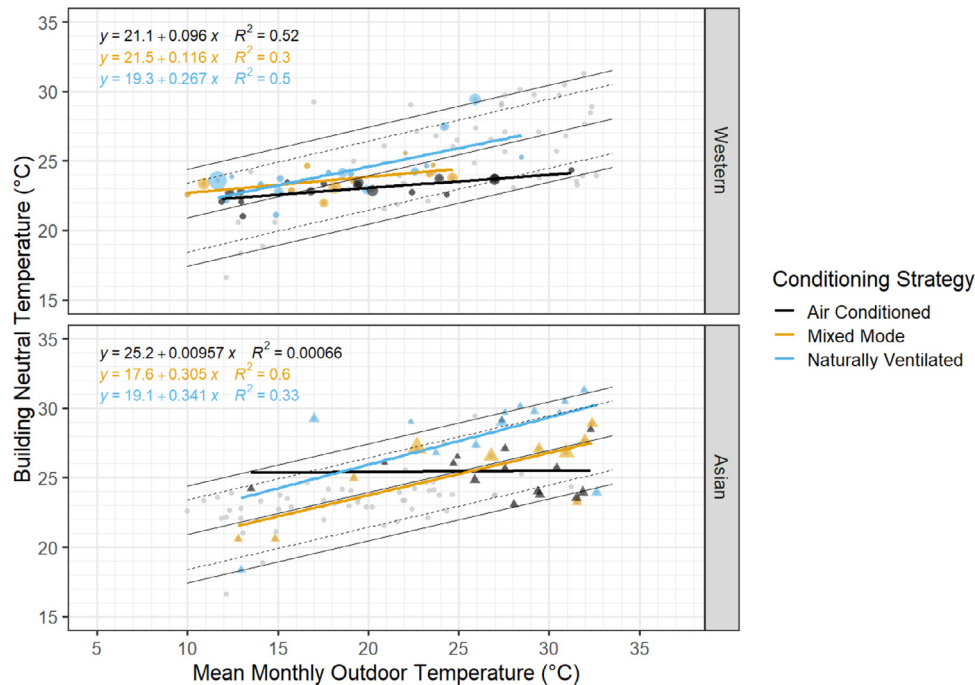 35
y = 21.1 + 0.096 x R² = 0.52
y = 21.5 + 0.116 x R² = 0.3
y = 19.3 + 0.267 x R² = 0.5
30
25
20
15
Western
35
y = 25.2 + 0.00957 x R² = 0.00066
y = 17.6 + 0.305 x R² = 0.6
y = 19.1 + 0.341 x R² = 0.33
30
25
20
15
Asian
5 10 15 20 25 30 35
Mean Monthly Outdoor Temperature (°C)
Building Neutral Temperature (°C)
Conditioning Strategy
Air Conditioned
Mixed Mode
Naturally Ventilated